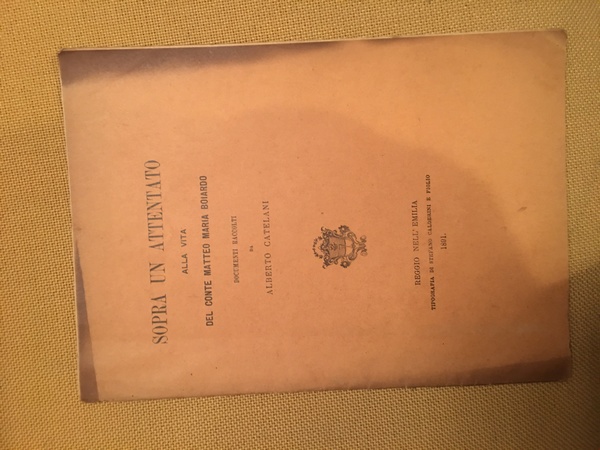 SOPRA UN ATTENTATO
ALLA VITA
DEL CONTE MATTEO MARIA BOIARDO
DOCUMENTI RACCOLTI
DA
ALBERTO CATELANI
REGGIO NELL' EMILIA
TIPOGRAFIA DI STEFANO CALDERINI E FIGLIO
1891.